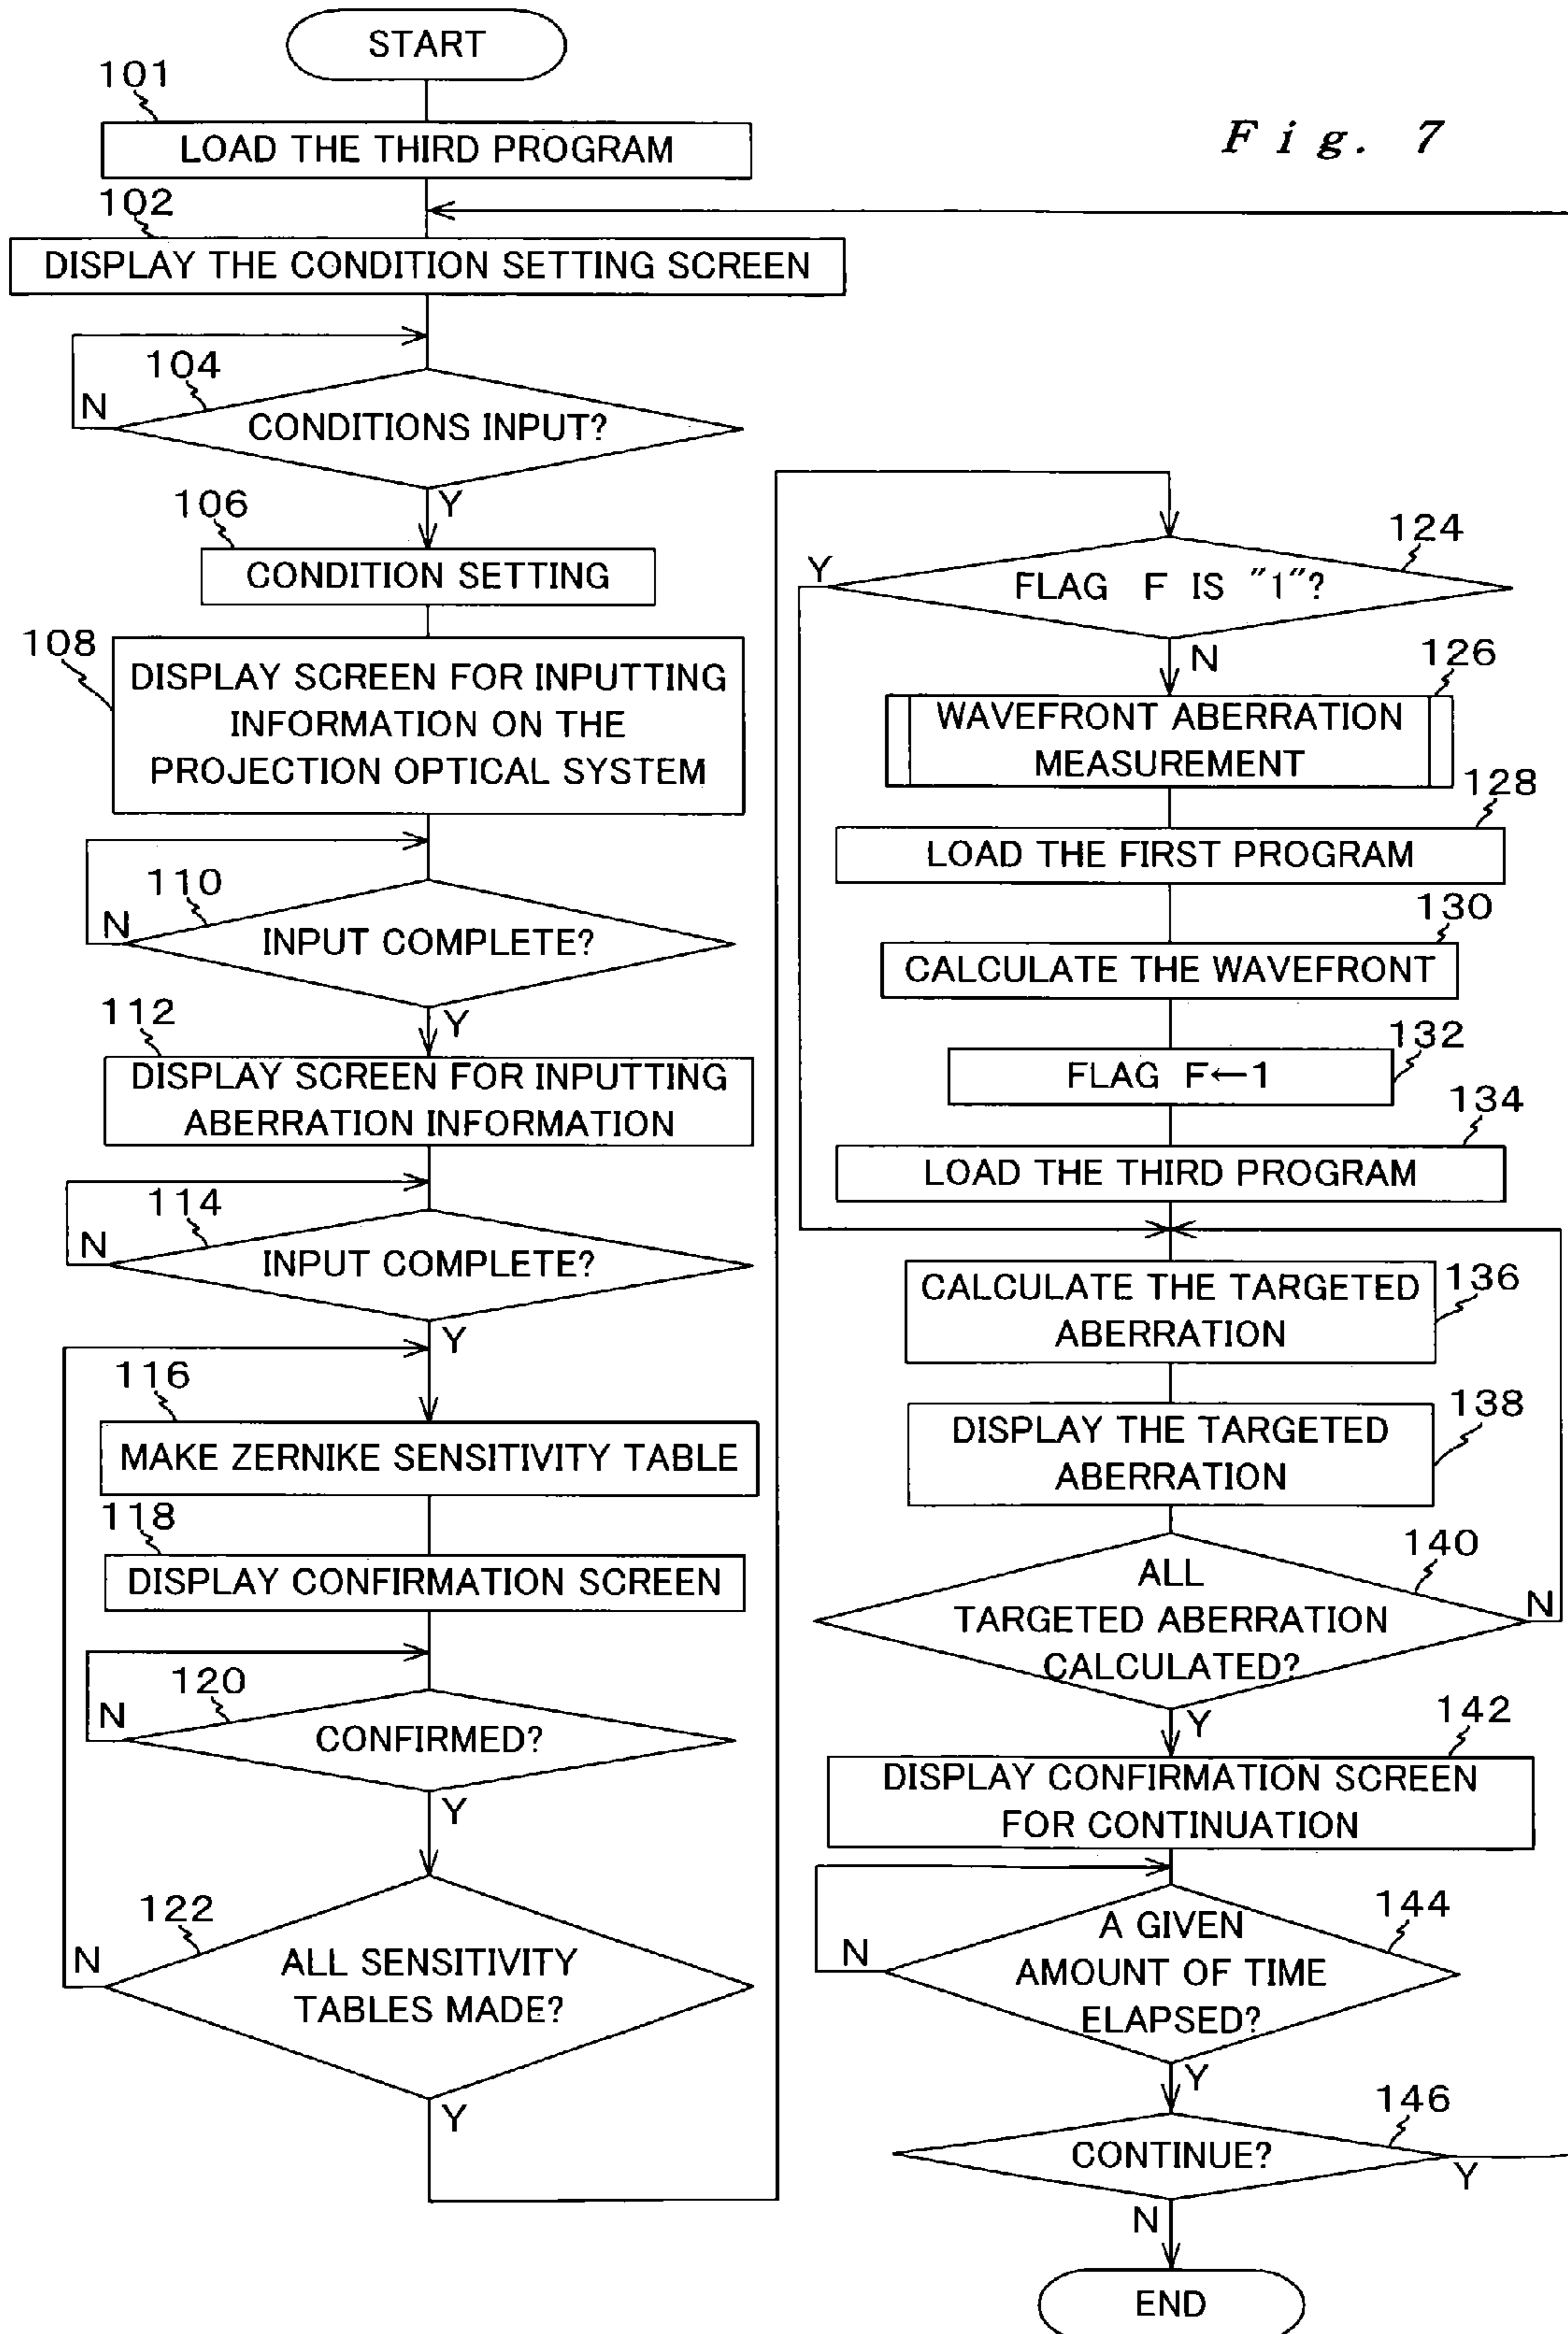 Fig. 7
START
101
LOAD THE THIRD PROGRAM
102
DISPLAY THE CONDITION SETTING SCREEN
104
N
CONDITIONS INPUT?
Y
106
CONDITION SETTING
108
DISPLAY SCREEN FOR INPUTTING
INFORMATION ON THE
PROJECTION OPTICAL SYSTEM
110
N
INPUT COMPLETE?
Y
112
DISPLAY SCREEN FOR INPUTTING
ABERRATION INFORMATION
114
N
INPUT COMPLETE?
Y
116
MAKE ZERNIKE SENSITIVITY TABLE
118
DISPLAY CONFIRMATION SCREEN
120
N
CONFIRMED?
Y
122
N
ALL SENSITIVITY
TABLES MADE?
Y
124
Y
FLAG F IS "1"?
N
126
WAVEFRONT ABERRATION
MEASUREMENT
128
LOAD THE FIRST PROGRAM
130
CALCULATE THE WAVEFRONT
132
FLAG F←1
134
LOAD THE THIRD PROGRAM
136
CALCULATE THE TARGETED
ABERRATION
138
DISPLAY THE TARGETED
ABERRATION
140
ALL
TARGETED ABERRATION
CALCULATED?
N
Y
142
DISPLAY CONFIRMATION SCREEN
FOR CONTINUATION
144
N
A GIVEN
AMOUNT OF TIME
ELAPSED?
Y
146
CONTINUE?
Y
N
END